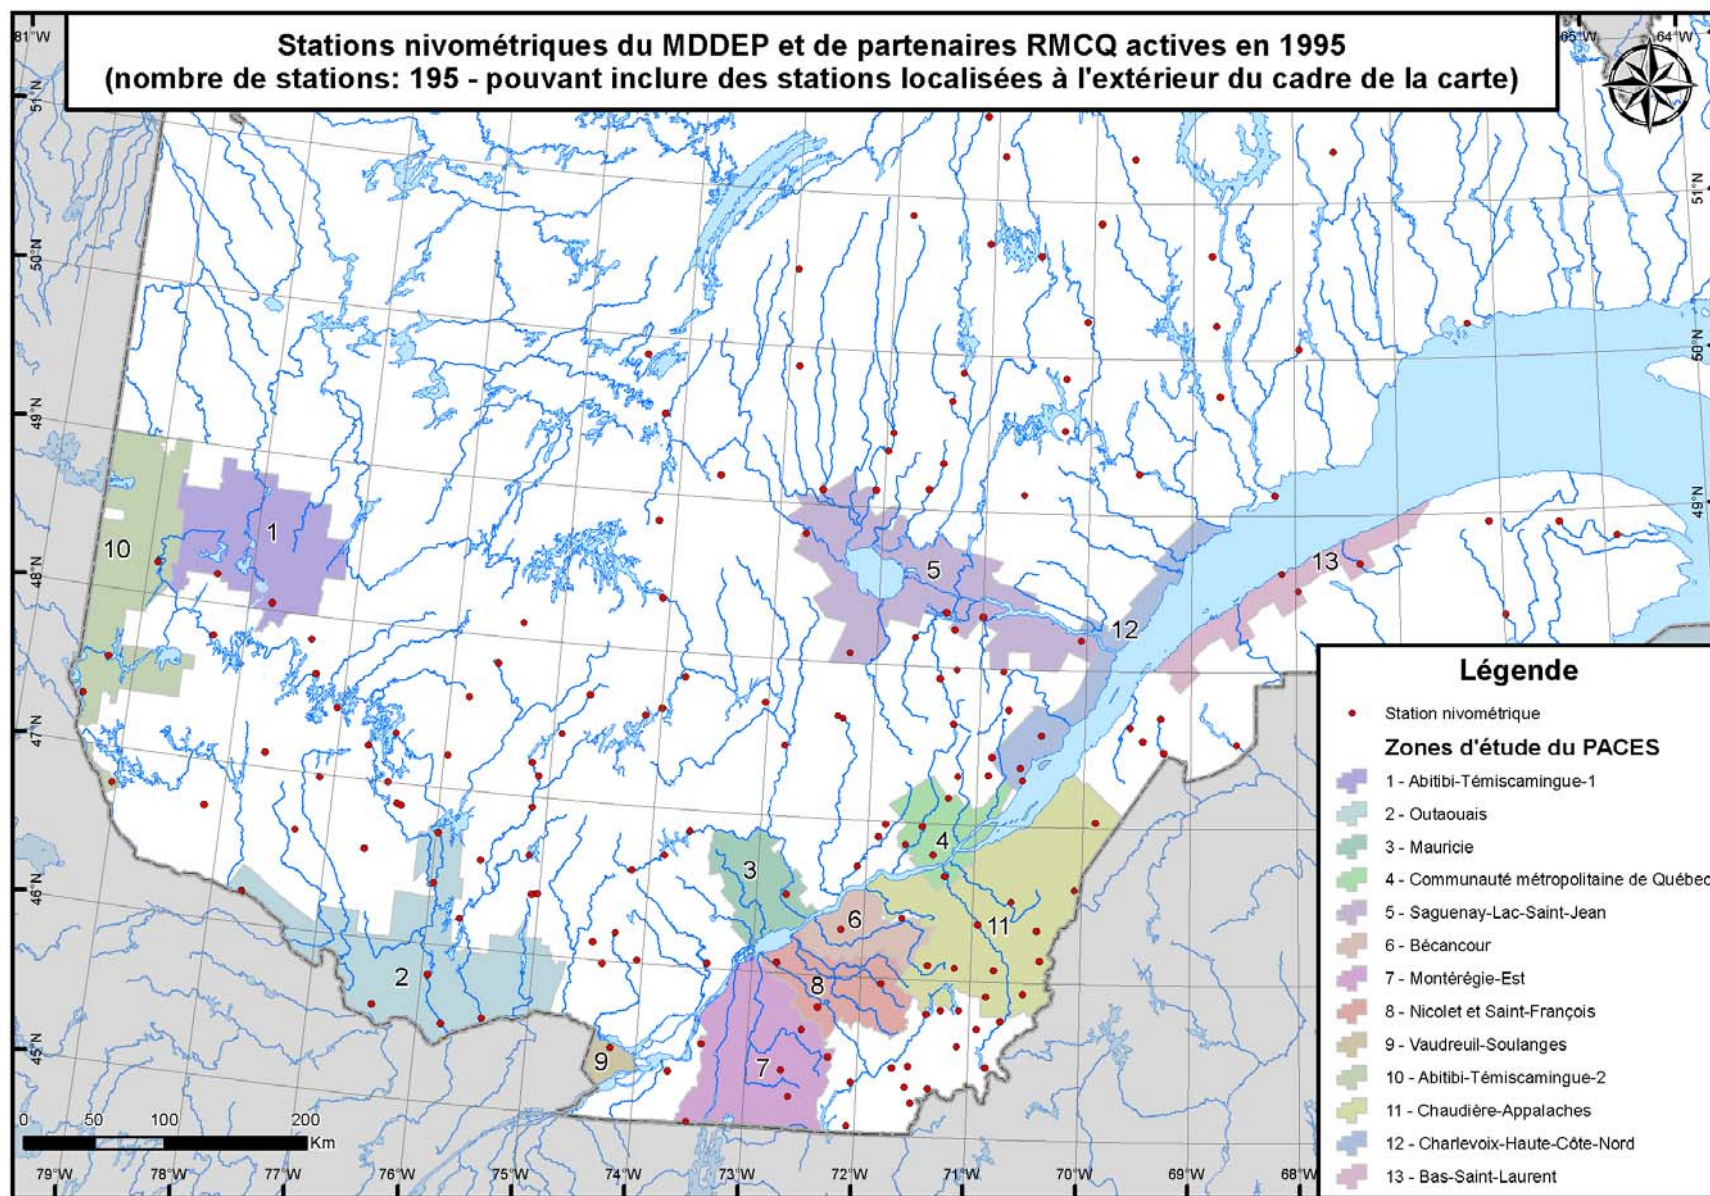 Stations nivométriques du MDDEP et de partenaires RMCQ actives en 1995
(nombre de stations: 195 - pouvant inclure des stations localisées à l'extérieur du cadre de la carte)
81°W
65°W
64°W
51°N
51°N
50°N
50°N
49°N
49°N
48°N
47°N
46°N
45°N
1
10
5
13
12
4
3
6
11
2
8
9
7
Légende
Station nivométrique
Zones d'étude du PACES
1 - Abitibi-Témiscamingue-1
2 - Outaouais
3 - Mauricie
4 - Communauté métropolitaine de Québec
5 - Saguenay-Lac-Saint-Jean
6 - Bécancour
7 - Montérégie-Est
8 - Nicolet et Saint-François
9 - Vaudreuil-Soulanges
10 - Abitibi-Témiscamingue-2
11 - Chaudière-Appalaches
12 - Charlevoix-Haute-Côte-Nord
13 - Bas-Saint-Laurent
0 50 100 200
Km
79°W 78°W 77°W 76°W 75°W 74°W 73°W 72°W 71°W 70°W 69°W 68°W